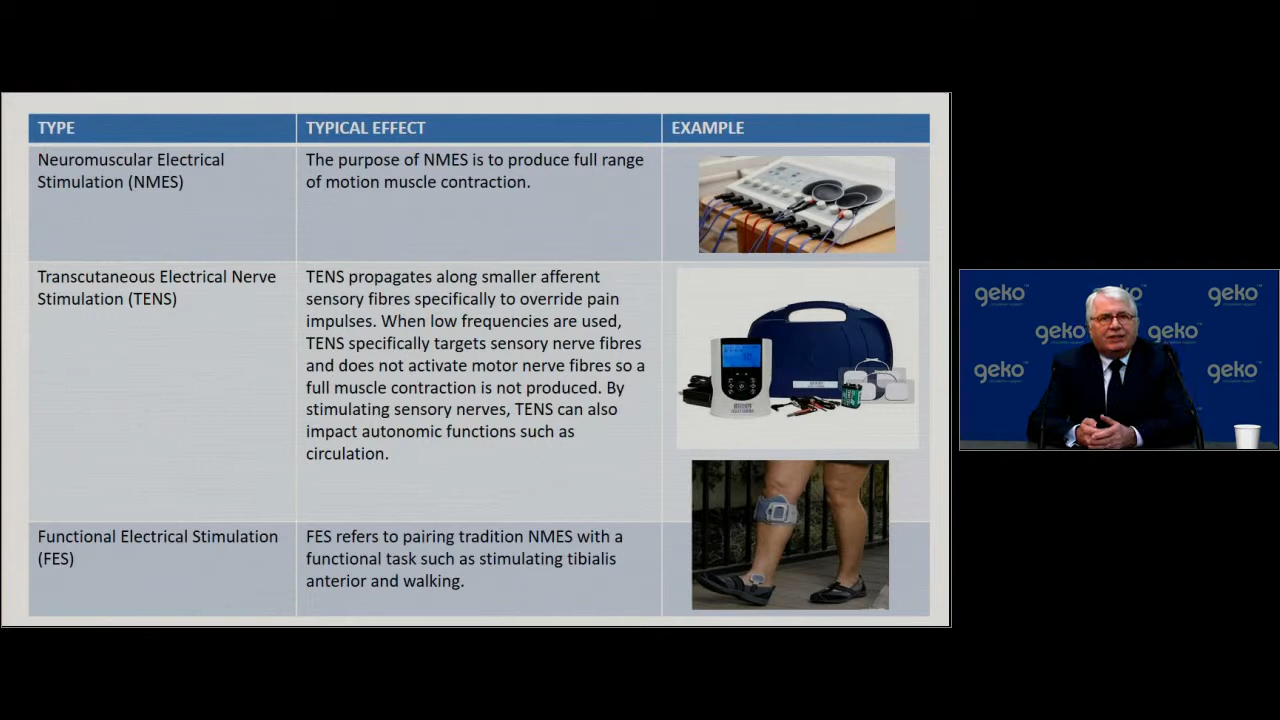 TYPE
TYPICAL EFFECT
EXAMPLE
Neuromuscular Electrical
Stimulation (NMES)
The purpose of NMES is to produce full range
of motion muscle contraction.
Transcutaneous Electrical Nerve
Stimulation (TENS)
TENS propagates along smaller afferent
sensory fibres specifically to override pain
impulses. When low frequencies are used,
TENS specifically targets sensory nerve fibres
and does not activate motor nerve fibres so a
full muscle contraction is not produced. By
stimulating sensory nerves, TENS can also
impact autonomic functions such as
circulation.
Functional Electrical Stimulation
(FES)
FES refers to pairing tradition NMES with a
functional task such as stimulating tibialis
anterior and walking.
geko
geko
geko
geko
geko
geko